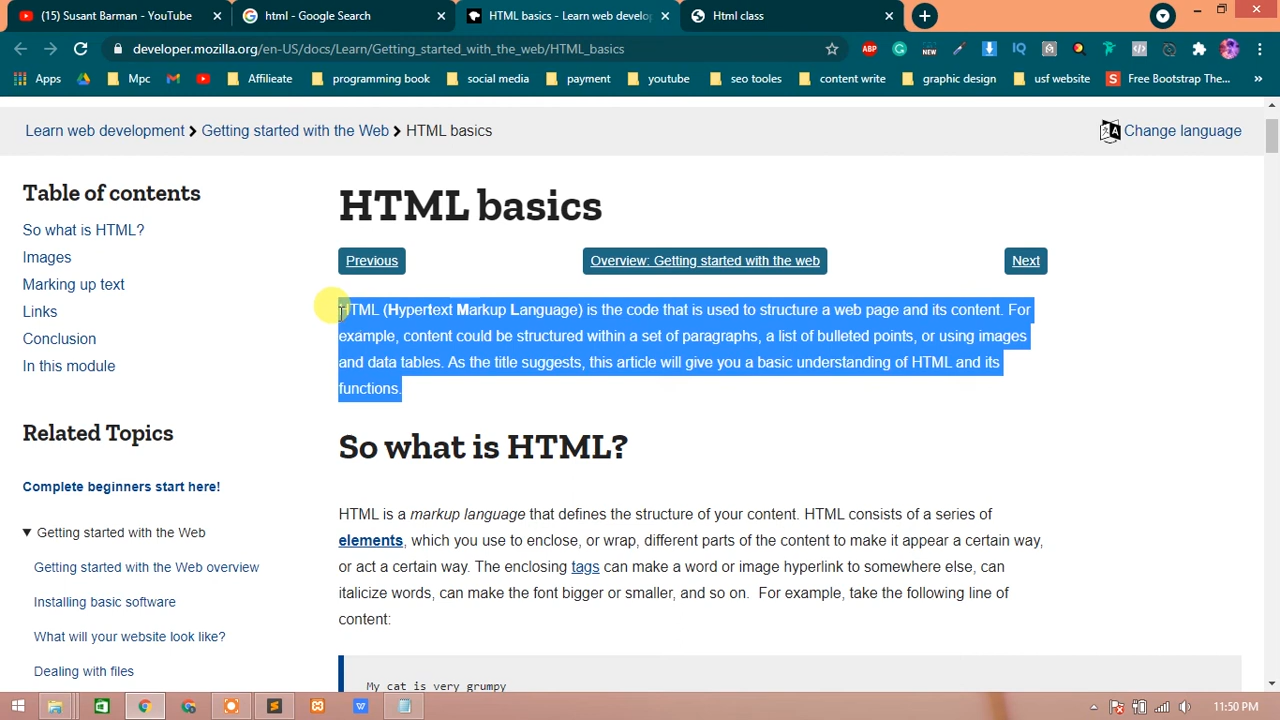 (15) Susant Barman - YouTube
html - Google Search
HTML basics - Learn web develo
Html class
developer.mozilla.org/en-US/docs/Learn/Getting_started_with_the_web/HTML_basics
ABP
NEW
IQ
Apps
Mpc
Affilieate
programming book
social media
payment
youtube
seo tooles
content write
graphic design
usf website
Free Bootstrap The...
»
Learn web development > Getting started with the Web > HTML basics
Change language
Table of contents
So what is HTML?
Images
Marking up text
Links
Conclusion
In this module
Related Topics
Complete beginners start here!
Getting started with the Web
Getting started with the Web overview
Installing basic software
What will your website look like?
Dealing with files
HTML basics
Previous
Overview: Getting started with the web
Next
HTML (Hypertext Markup Language) is the code that is used to structure a web page and its content. For
example, content could be structured within a set of paragraphs, a list of bulleted points, or using images
and data tables. As the title suggests, this article will give you a basic understanding of HTML and its
functions.
So what is HTML?
HTML is a markup language that defines the structure of your content. HTML consists of a series of
elements, which you use to enclose, or wrap, different parts of the content to make it appear a certain way,
or act a certain way. The enclosing tags can make a word or image hyperlink to somewhere else, can
italicize words, can make the font bigger or smaller, and so on. For example, take the following line of
content:
My cat is very grumpy
11:50 PM